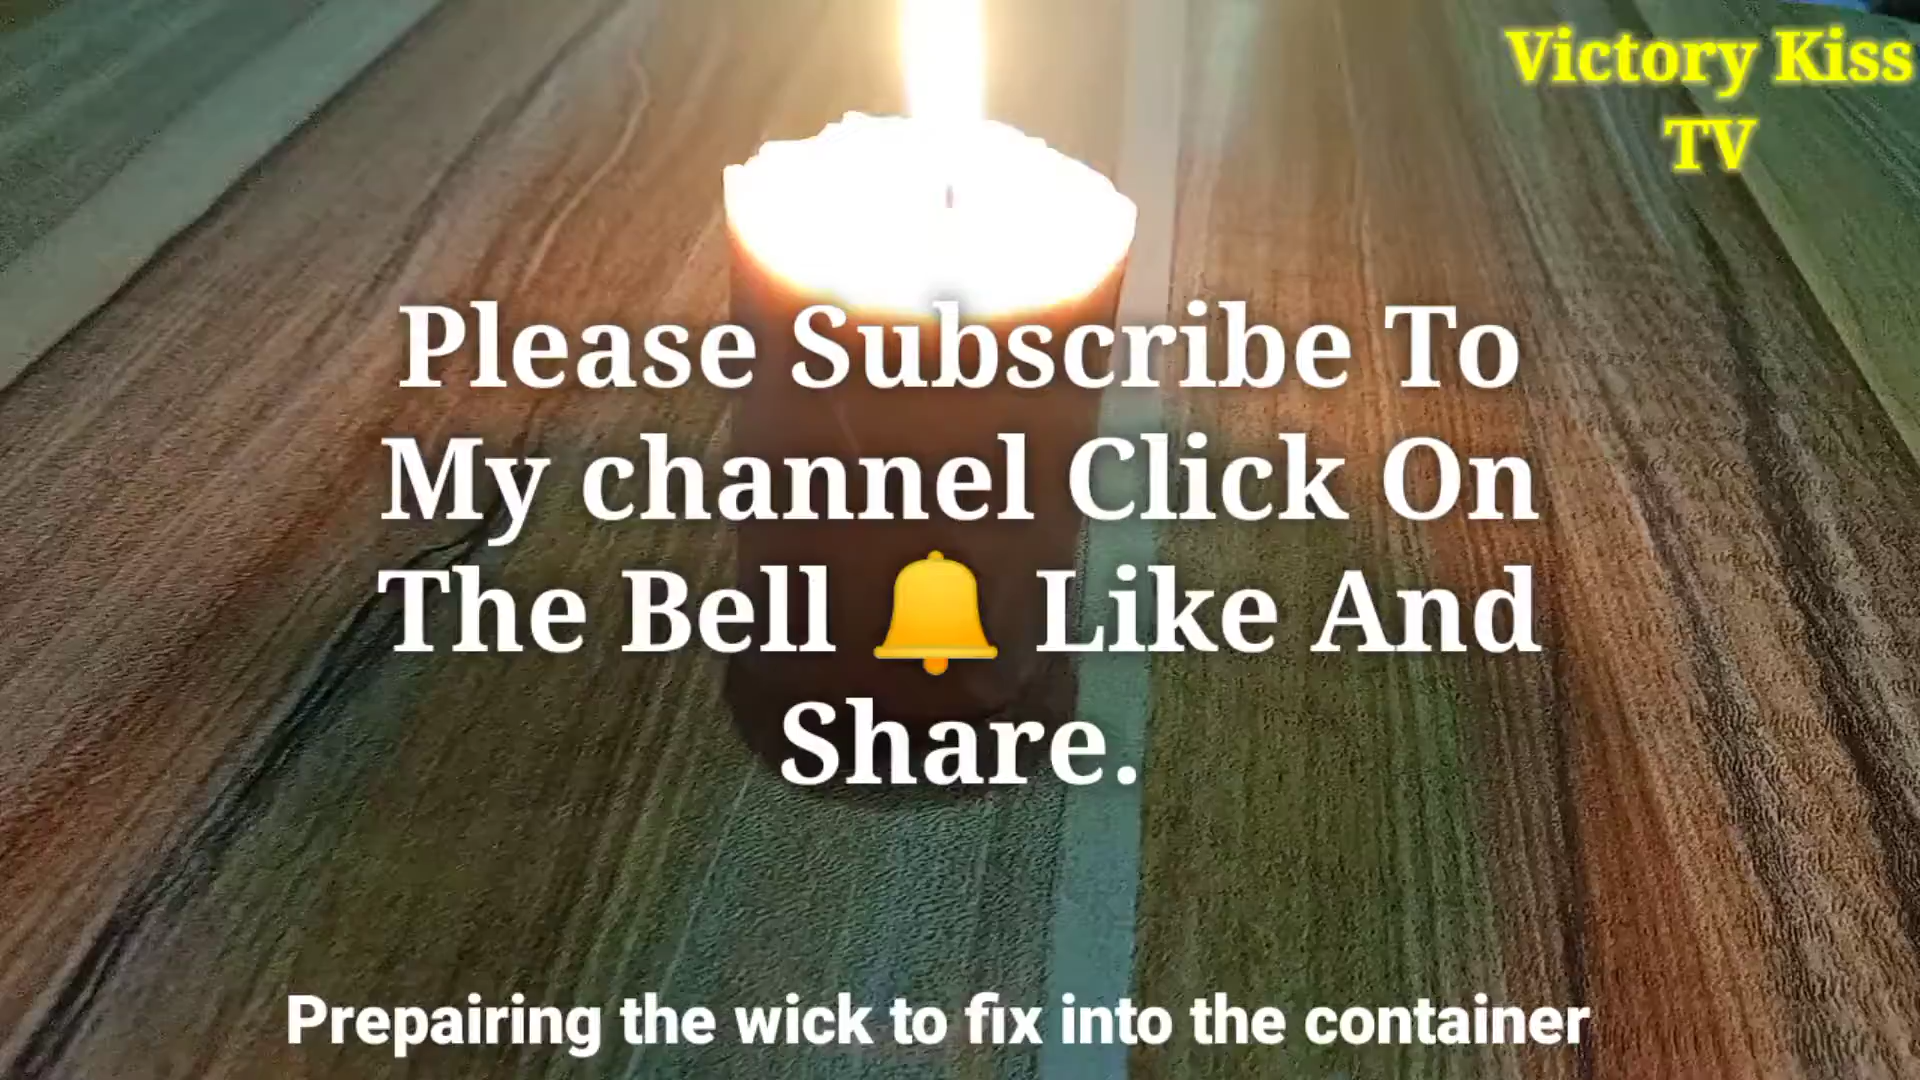 Victory Kiss
TV
Please Subscribe To
My channel Click On
The Bell 🔔 Like And
Share.
Prepairing the wick to fix into the container